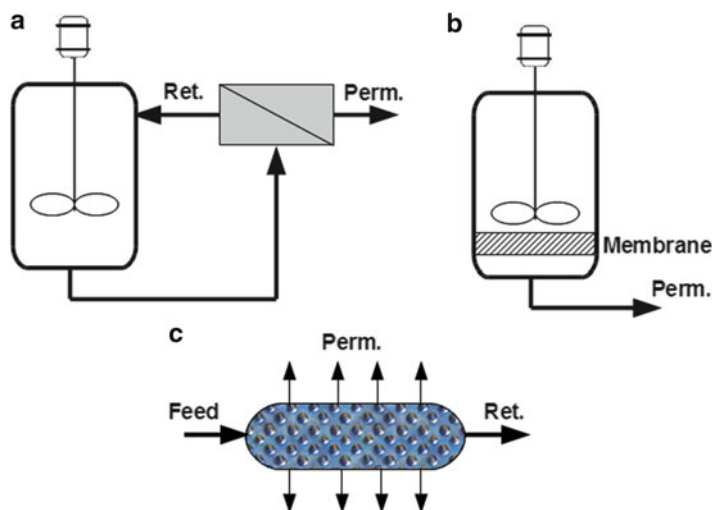 a
Ret.
Perm.
b
Membrane
Perm.
c
Perm.
Feed
Ret.